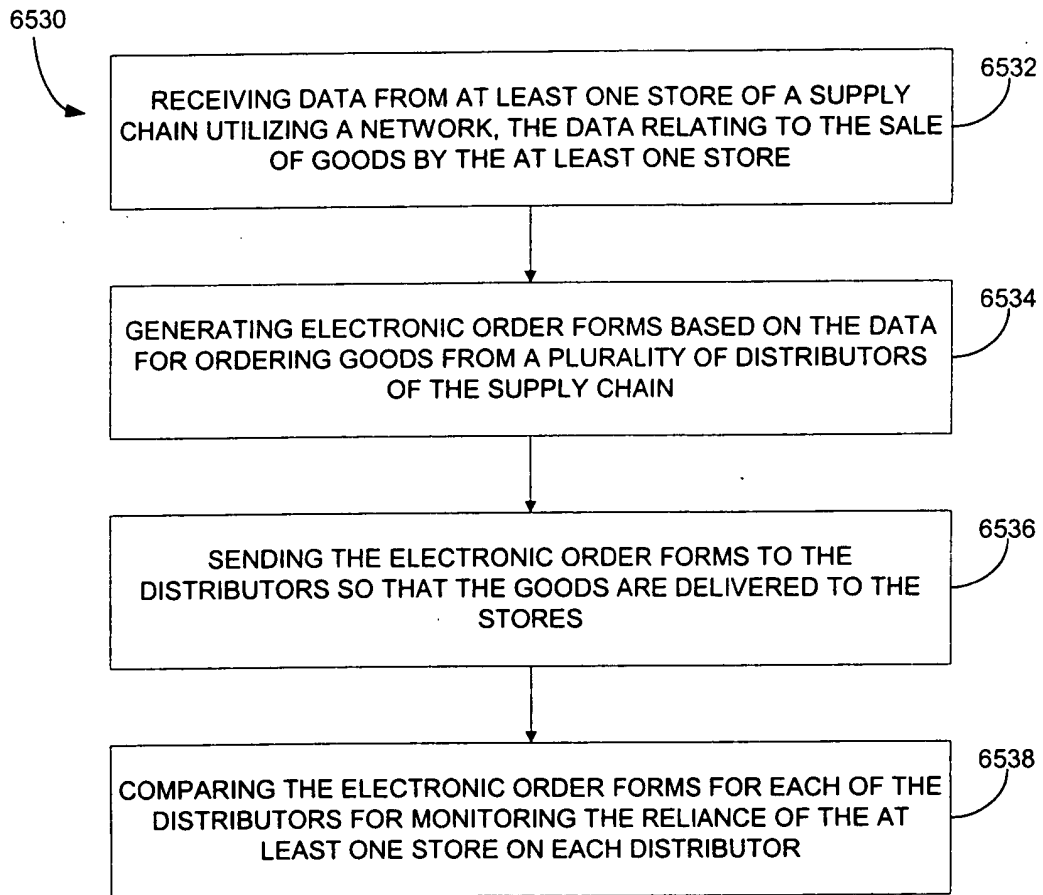 6530
6532
RECEIVING DATA FROM AT LEAST ONE STORE OF A SUPPLY
CHAIN UTILIZING A NETWORK, THE DATA RELATING TO THE SALE
OF GOODS BY THE AT LEAST ONE STORE
6534
GENERATING ELECTRONIC ORDER FORMS BASED ON THE DATA
FOR ORDERING GOODS FROM A PLURALITY OF DISTRIBUTORS
OF THE SUPPLY CHAIN
6536
SENDING THE ELECTRONIC ORDER FORMS TO THE
DISTRIBUTORS SO THAT THE GOODS ARE DELIVERED TO THE
STORES
6538
COMPARING THE ELECTRONIC ORDER FORMS FOR EACH OF THE
DISTRIBUTORS FOR MONITORING THE RELIANCE OF THE AT
LEAST ONE STORE ON EACH DISTRIBUTOR